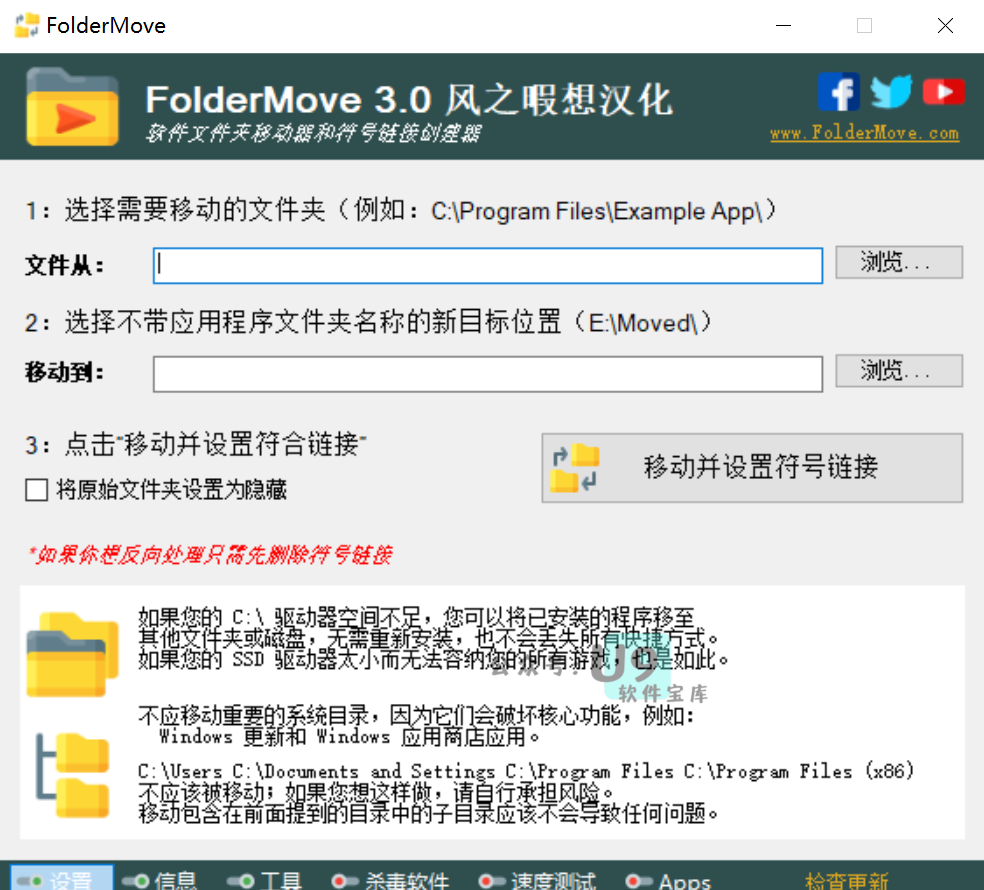 FolderMove
FolderMove 3.0 风之暇想汉化
软件文件夹移动器和符号链接创建器
www.FolderMove.com
1：选择需要移动的文件夹（例如：C:\Program Files\Example App\）
文件从：
浏览...
2：选择不带应用程序文件夹名称的新目标位置（E:\Moved\）
移动到：
浏览...
3：点击"移动并设置符合链接"
移动并设置符号链接
将原始文件夹设置为隐藏
*如果你想反向处理只需先删除符号链接
如果您的 C:\ 驱动器空间不足，您可以将已安装的程序移至
其他文件夹或磁盘，无需重新安装，也不会丢失所有快捷方式。
如果您的 SSD 驱动器太小而无法容纳您的所有游戏，也是如此。
公众号：U9
软件宝库
不应移动重要的系统目录，因为它们会破坏核心功能，例如：
Windows 更新和 Windows 应用商店应用。
C:\Users C:\Documents and Settings C:\Program Files C:\Program Files (x86)
不应该被移动；如果您想这样做，请自行承担风险。
移动包含在前面提到的目录中的子目录应该不会导致任何问题。
设置 信息 工具 杀毒软件 速度测试 Apps 检查更新